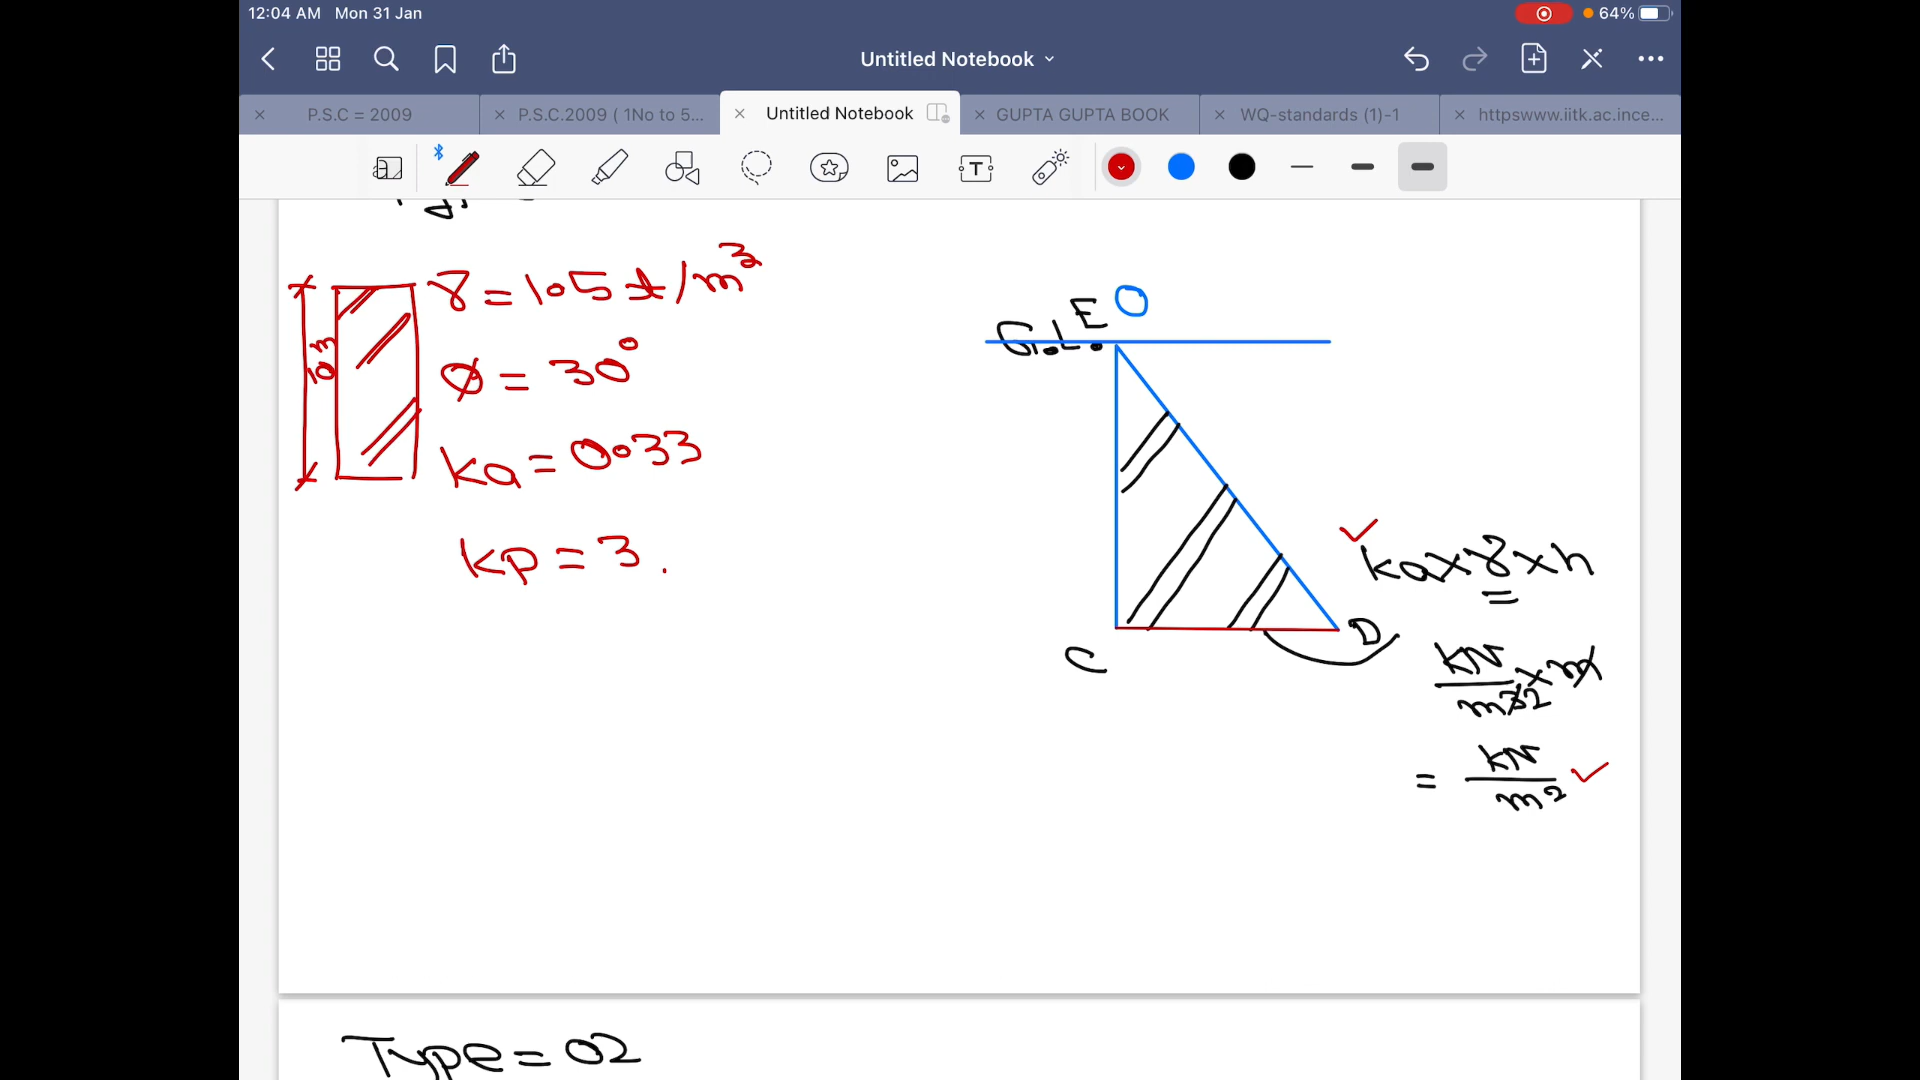 12:04 AM Mon 31 Jan
64%
Untitled Notebook
P.S.C = 2009
P.S.C.2009 ( 1No to 5...
Untitled Notebook
GUPTA GUPTA BOOK
WQ-standards (1)-1
httpswww.iitk.ac.ince...
10m
γ = 1.5 t/m³
φ = 30°
ka = 0.33
kp = 3.
G.L.
E O
C
D
ka×γ×h
kN/m³2 × m
= kN/m²
Type = 02